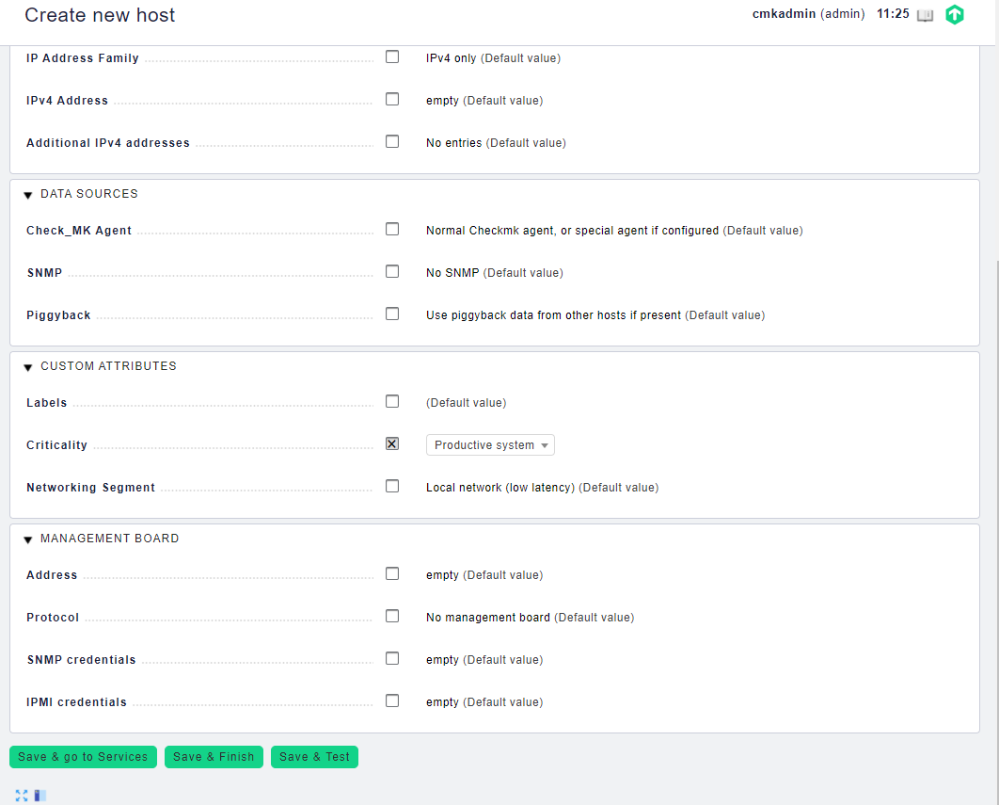 Create new host
cmkadmin (admin) 11:25
IP Address Family IPv4 only (Default value)
IPv4 Address empty (Default value)
Additional IPv4 addresses No entries (Default value)
DATA SOURCES
Check_MK Agent Normal Checkmk agent, or special agent if configured (Default value)
SNMP No SNMP (Default value)
Piggyback Use piggyback data from other hosts if present (Default value)
CUSTOM ATTRIBUTES
Labels (Default value)
Criticality Productive system
Networking Segment Local network (low latency) (Default value)
MANAGEMENT BOARD
Address empty (Default value)
Protocol No management board (Default value)
SNMP credentials empty (Default value)
IPMI credentials empty (Default value)
Save & go to Services Save & Finish Save & Test